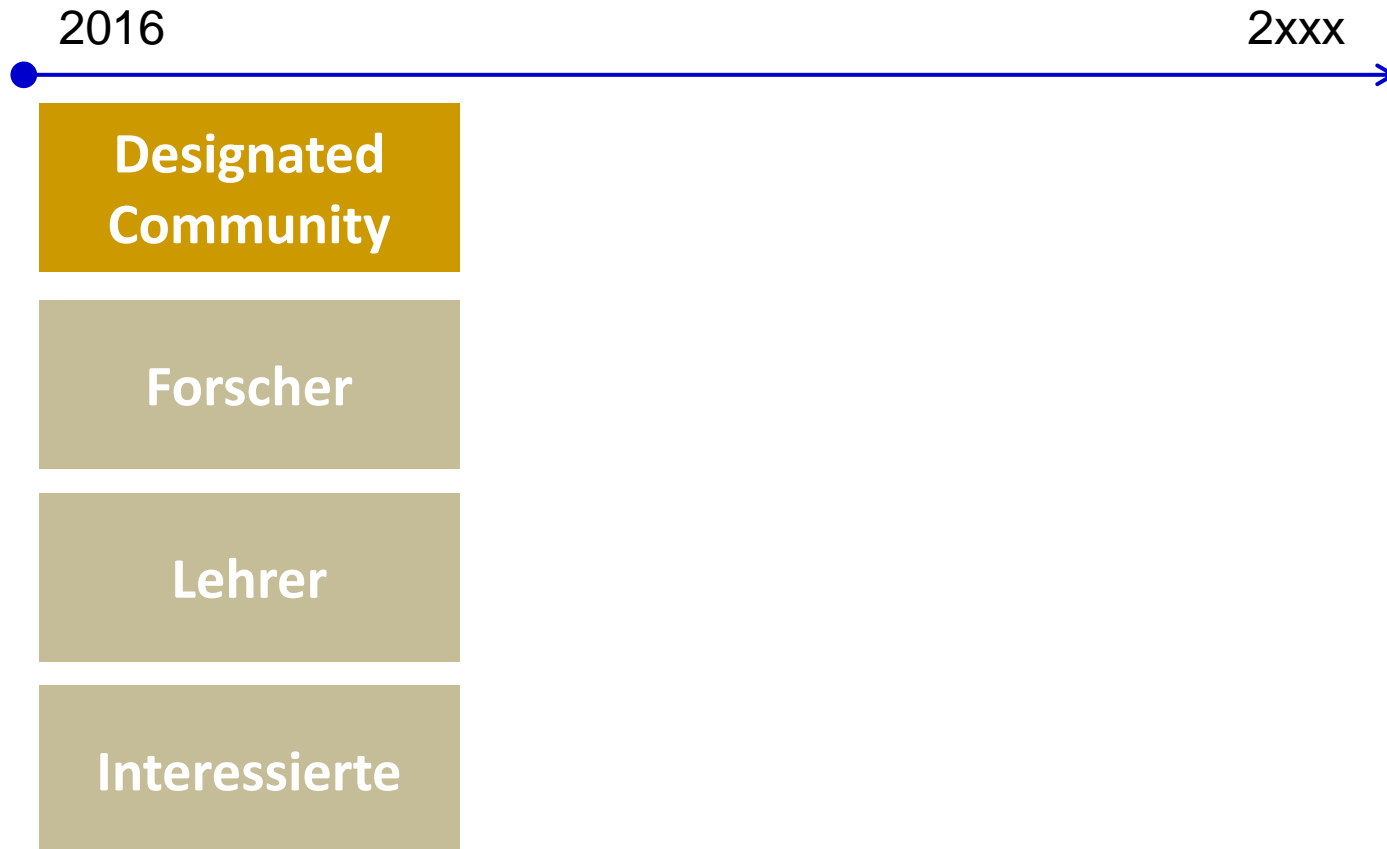 2016 2xxx
Designated
Community
Forscher
Lehrer
Interessierte